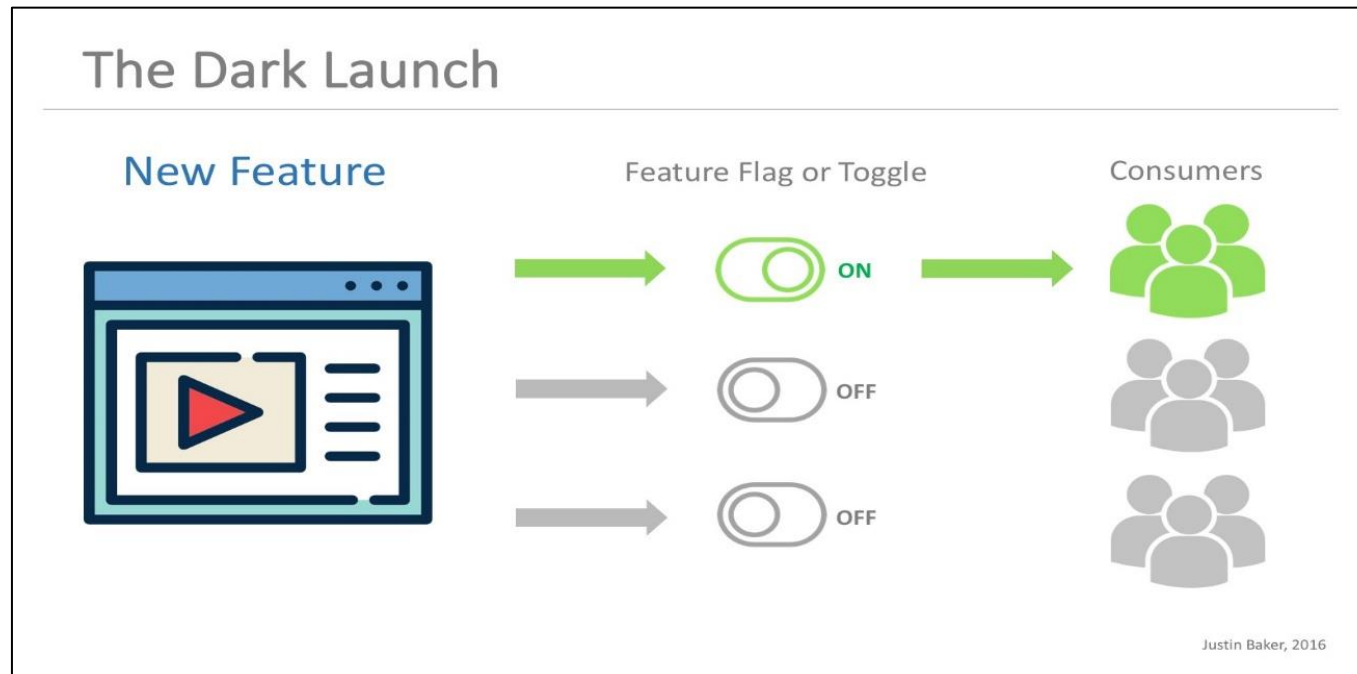 The Dark Launch
New Feature
Feature Flag or Toggle
Consumers
ON
OFF
OFF
Justin Baker, 2016